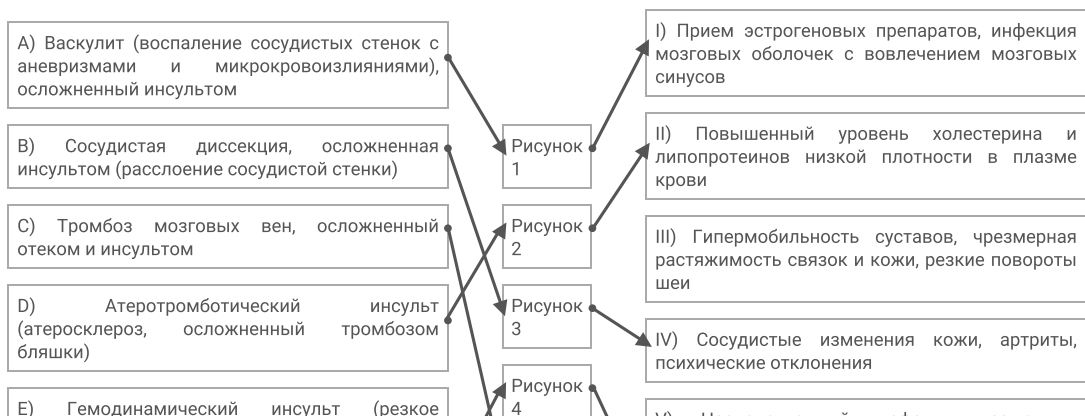 A) Васкулит (воспаление сосудистых стенок с
аневризмами и микрокровоизлияниями),
осложненный инсультом
B) Сосудистая диссекция, осложненная
инсультом (расслоение сосудистой стенки)
C) Тромбоз мозговых вен, осложненный
отеком и инсультом
D) Атеротромботический инсульт
(атеросклероз, осложненный тромбозом
бляшки)
E) Гемодинамический инсульт (резкое
Рисунок
1
Рисунок
2
Рисунок
3
Рисунок
4
I) Прием эстрогеновых препаратов, инфекция
мозговых оболочек с вовлечением мозговых
синусов
II) Повышенный уровень холестерина и
липопротеинов низкой плотности в плазме
крови
III) Гипермобильность суставов, чрезмерная
растяжимость связок и кожи, резкие повороты
шеи
IV) Сосудистые изменения кожи, артриты,
психические отклонения